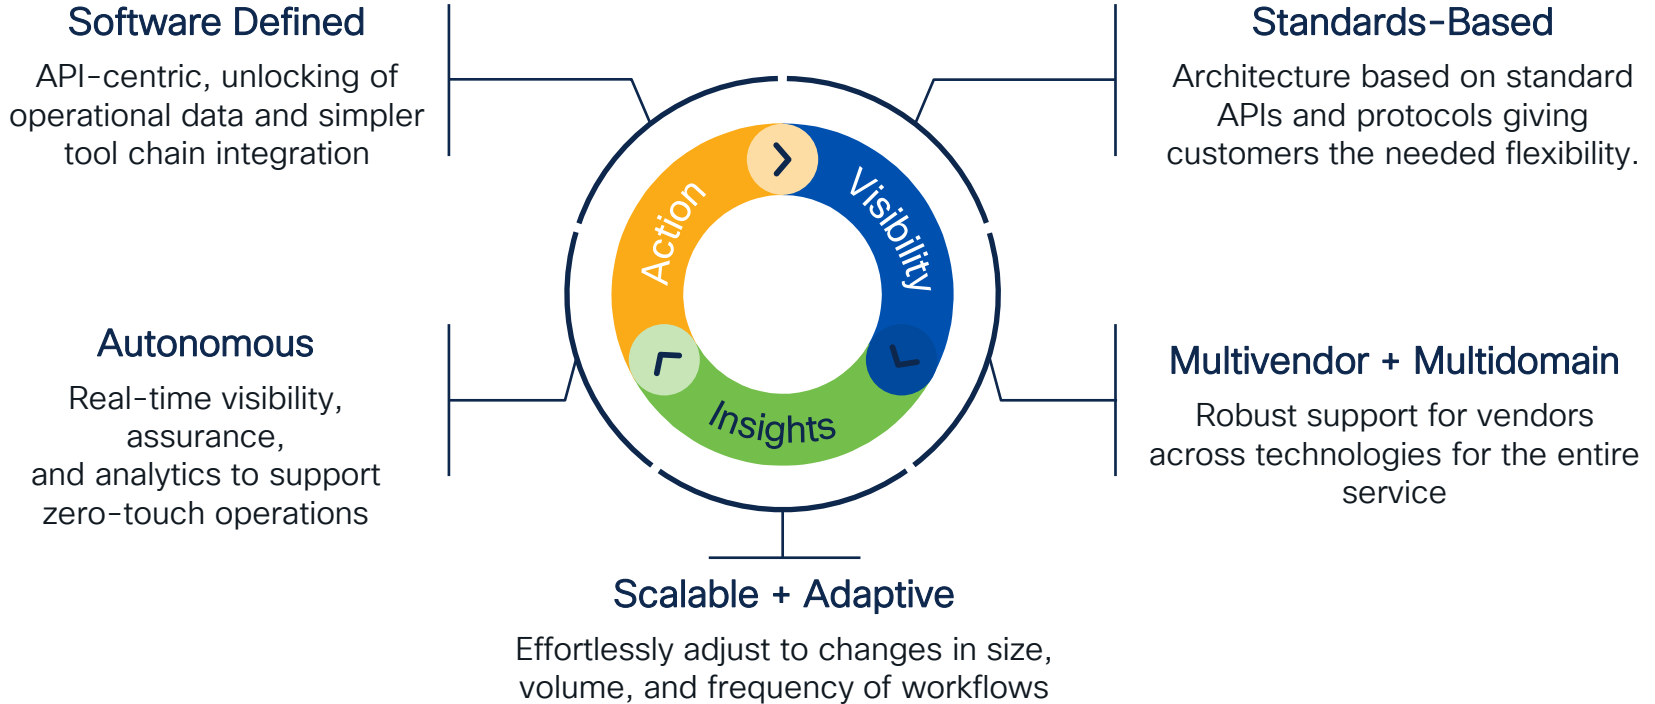 Software Defined
API-centric, unlocking of
operational data and simpler
tool chain integration
Standards-Based
Architecture based on standard
APIs and protocols giving
customers the needed flexibility.
Action
Visibility
Insights
Autonomous
Real-time visibility,
assurance,
and analytics to support
zero-touch operations
Multivendor + Multidomain
Robust support for vendors
across technologies for the entire
service
Scalable + Adaptive
Effortlessly adjust to changes in size,
volume, and frequency of workflows